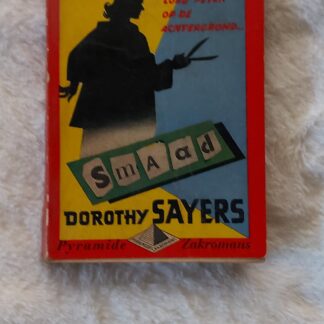 LORD PETER
OP DE
ACHTERGROND...
SmAad
DOROTHY SAYERS
Pyramide Zakromans